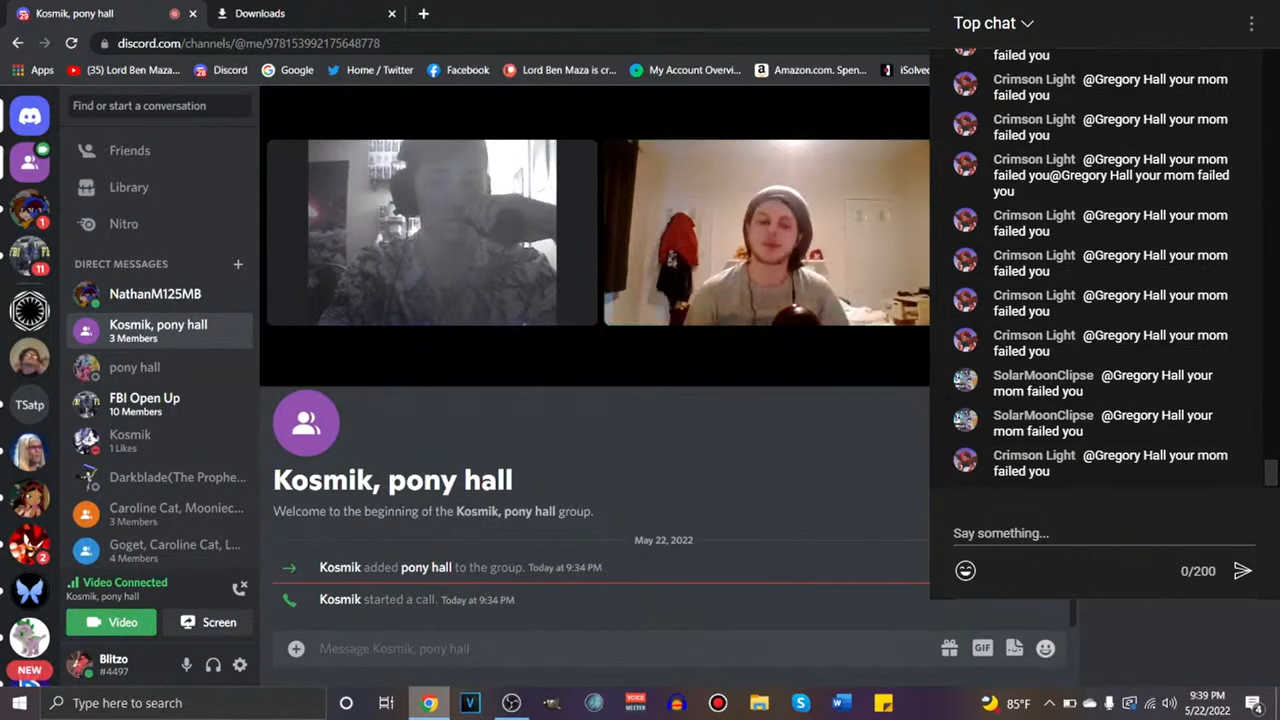 Kosmik, pony hall
Downloads
discord.com/channels/@me/978153992175648778
Apps
(35) Lord Ben Maza...
Discord
Google
Home / Twitter
Facebook
Lord Ben Maza is cr...
My Account Overvi...
Amazon.com. Spen...
iSolved
Find or start a conversation
Friends
Library
Nitro
DIRECT MESSAGES
NathanM125MB
Kosmik, pony hall
3 Members
pony hall
FBI Open Up
10 Members
Kosmik
1 Likes
Darkblade(The Prophe...
Caroline Cat, Mooniec...
3 Members
Goget, Caroline Cat, L...
4 Members
Video Connected
Kosmik, pony hall
Video
Screen
Blitzo
#4497
1
11
TSatp
2
NEW
Kosmik, pony hall
Welcome to the beginning of the Kosmik, pony hall group.
May 22, 2022
Kosmik added pony hall to the group. Today at 9:34 PM
Kosmik started a call. Today at 9:34 PM
Message Kosmik, pony hall
GIF
Top chat
failed you
Crimson Light @Gregory Hall your mom
failed you
Crimson Light @Gregory Hall your mom
failed you
Crimson Light @Gregory Hall your mom
failed you@Gregory Hall your mom failed
you
Crimson Light @Gregory Hall your mom
failed you
Crimson Light @Gregory Hall your mom
failed you
Crimson Light @Gregory Hall your mom
failed you
Crimson Light @Gregory Hall your mom
failed you
SolarMoonClipse @Gregory Hall your
mom failed you
SolarMoonClipse @Gregory Hall your
mom failed you
Crimson Light @Gregory Hall your mom
failed you
Say something...
0/200
Type here to search
85°F
9:39 PM
5/22/2022
4